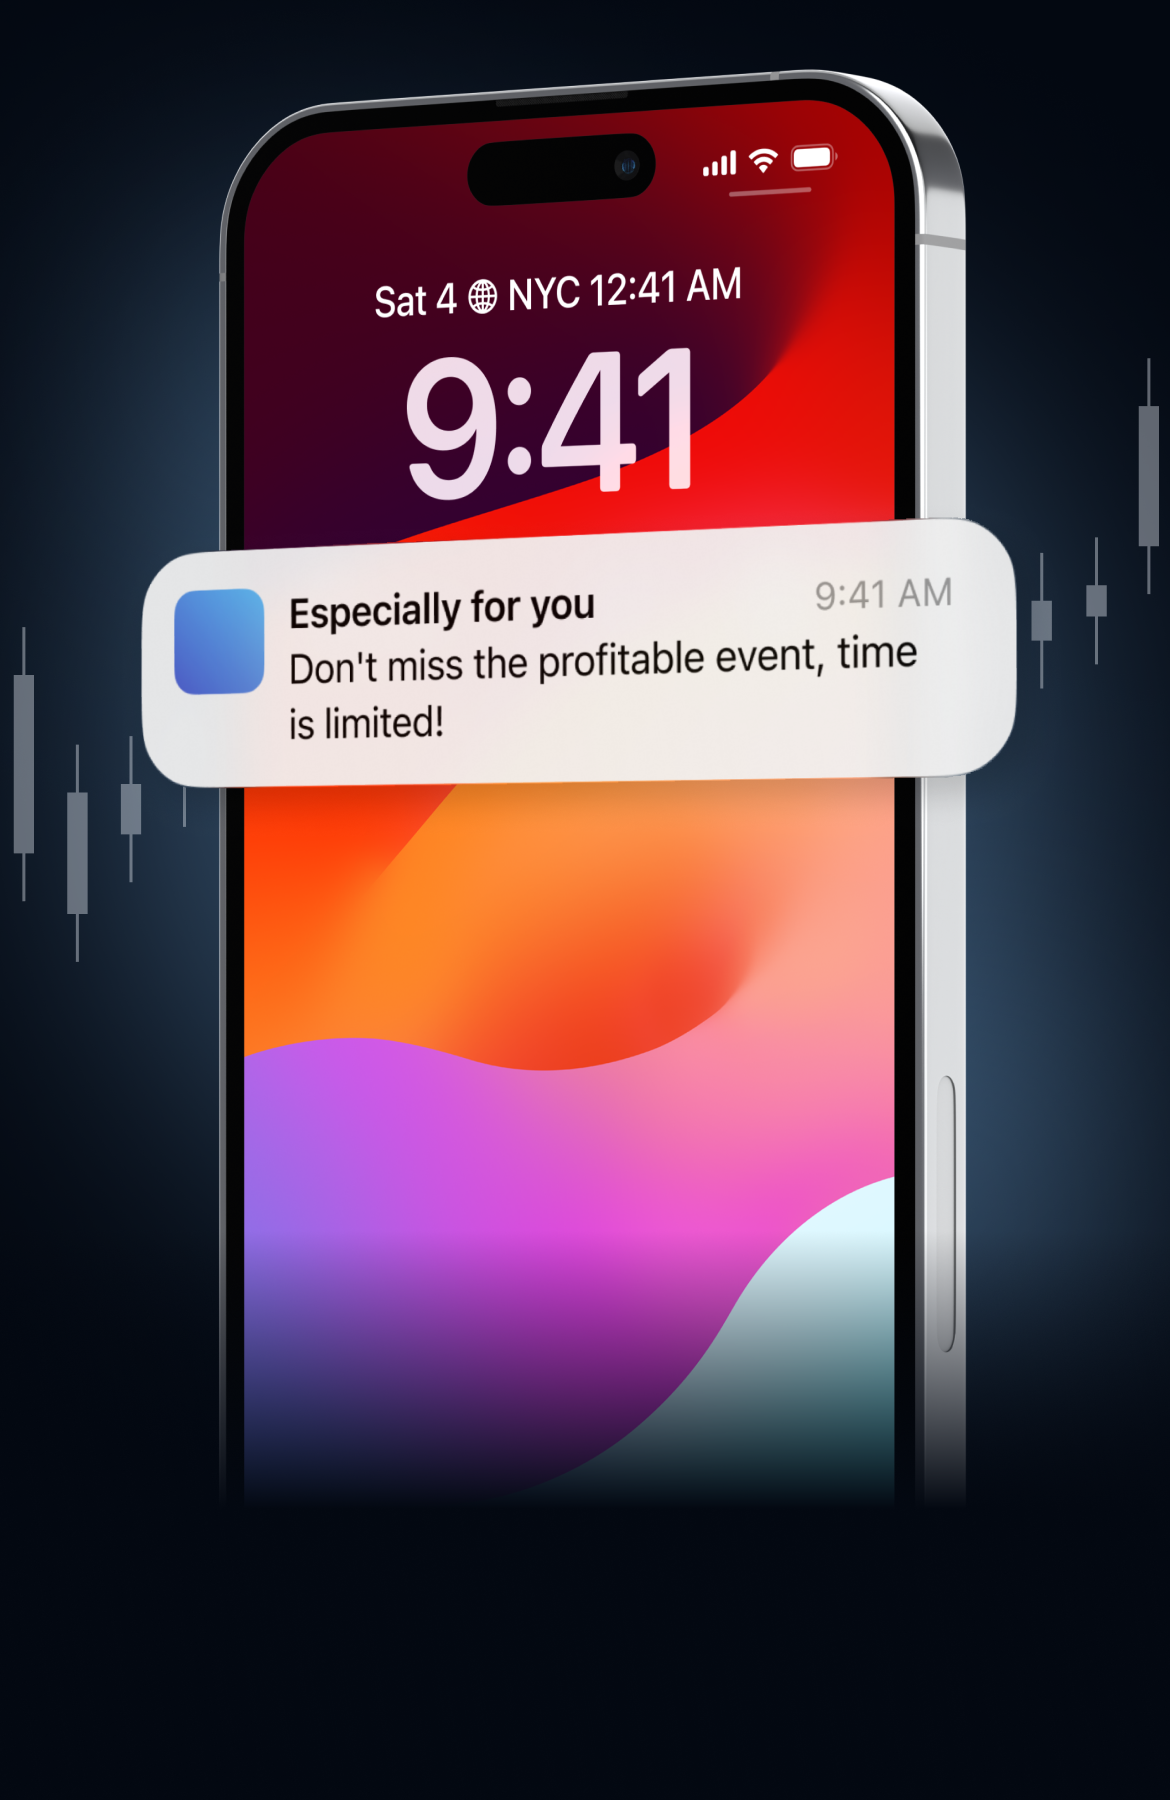 Sat 4 NYC 12:41 AM
9:41
Especially for you 9:41 AM
Don't miss the profitable event, time
is limited!